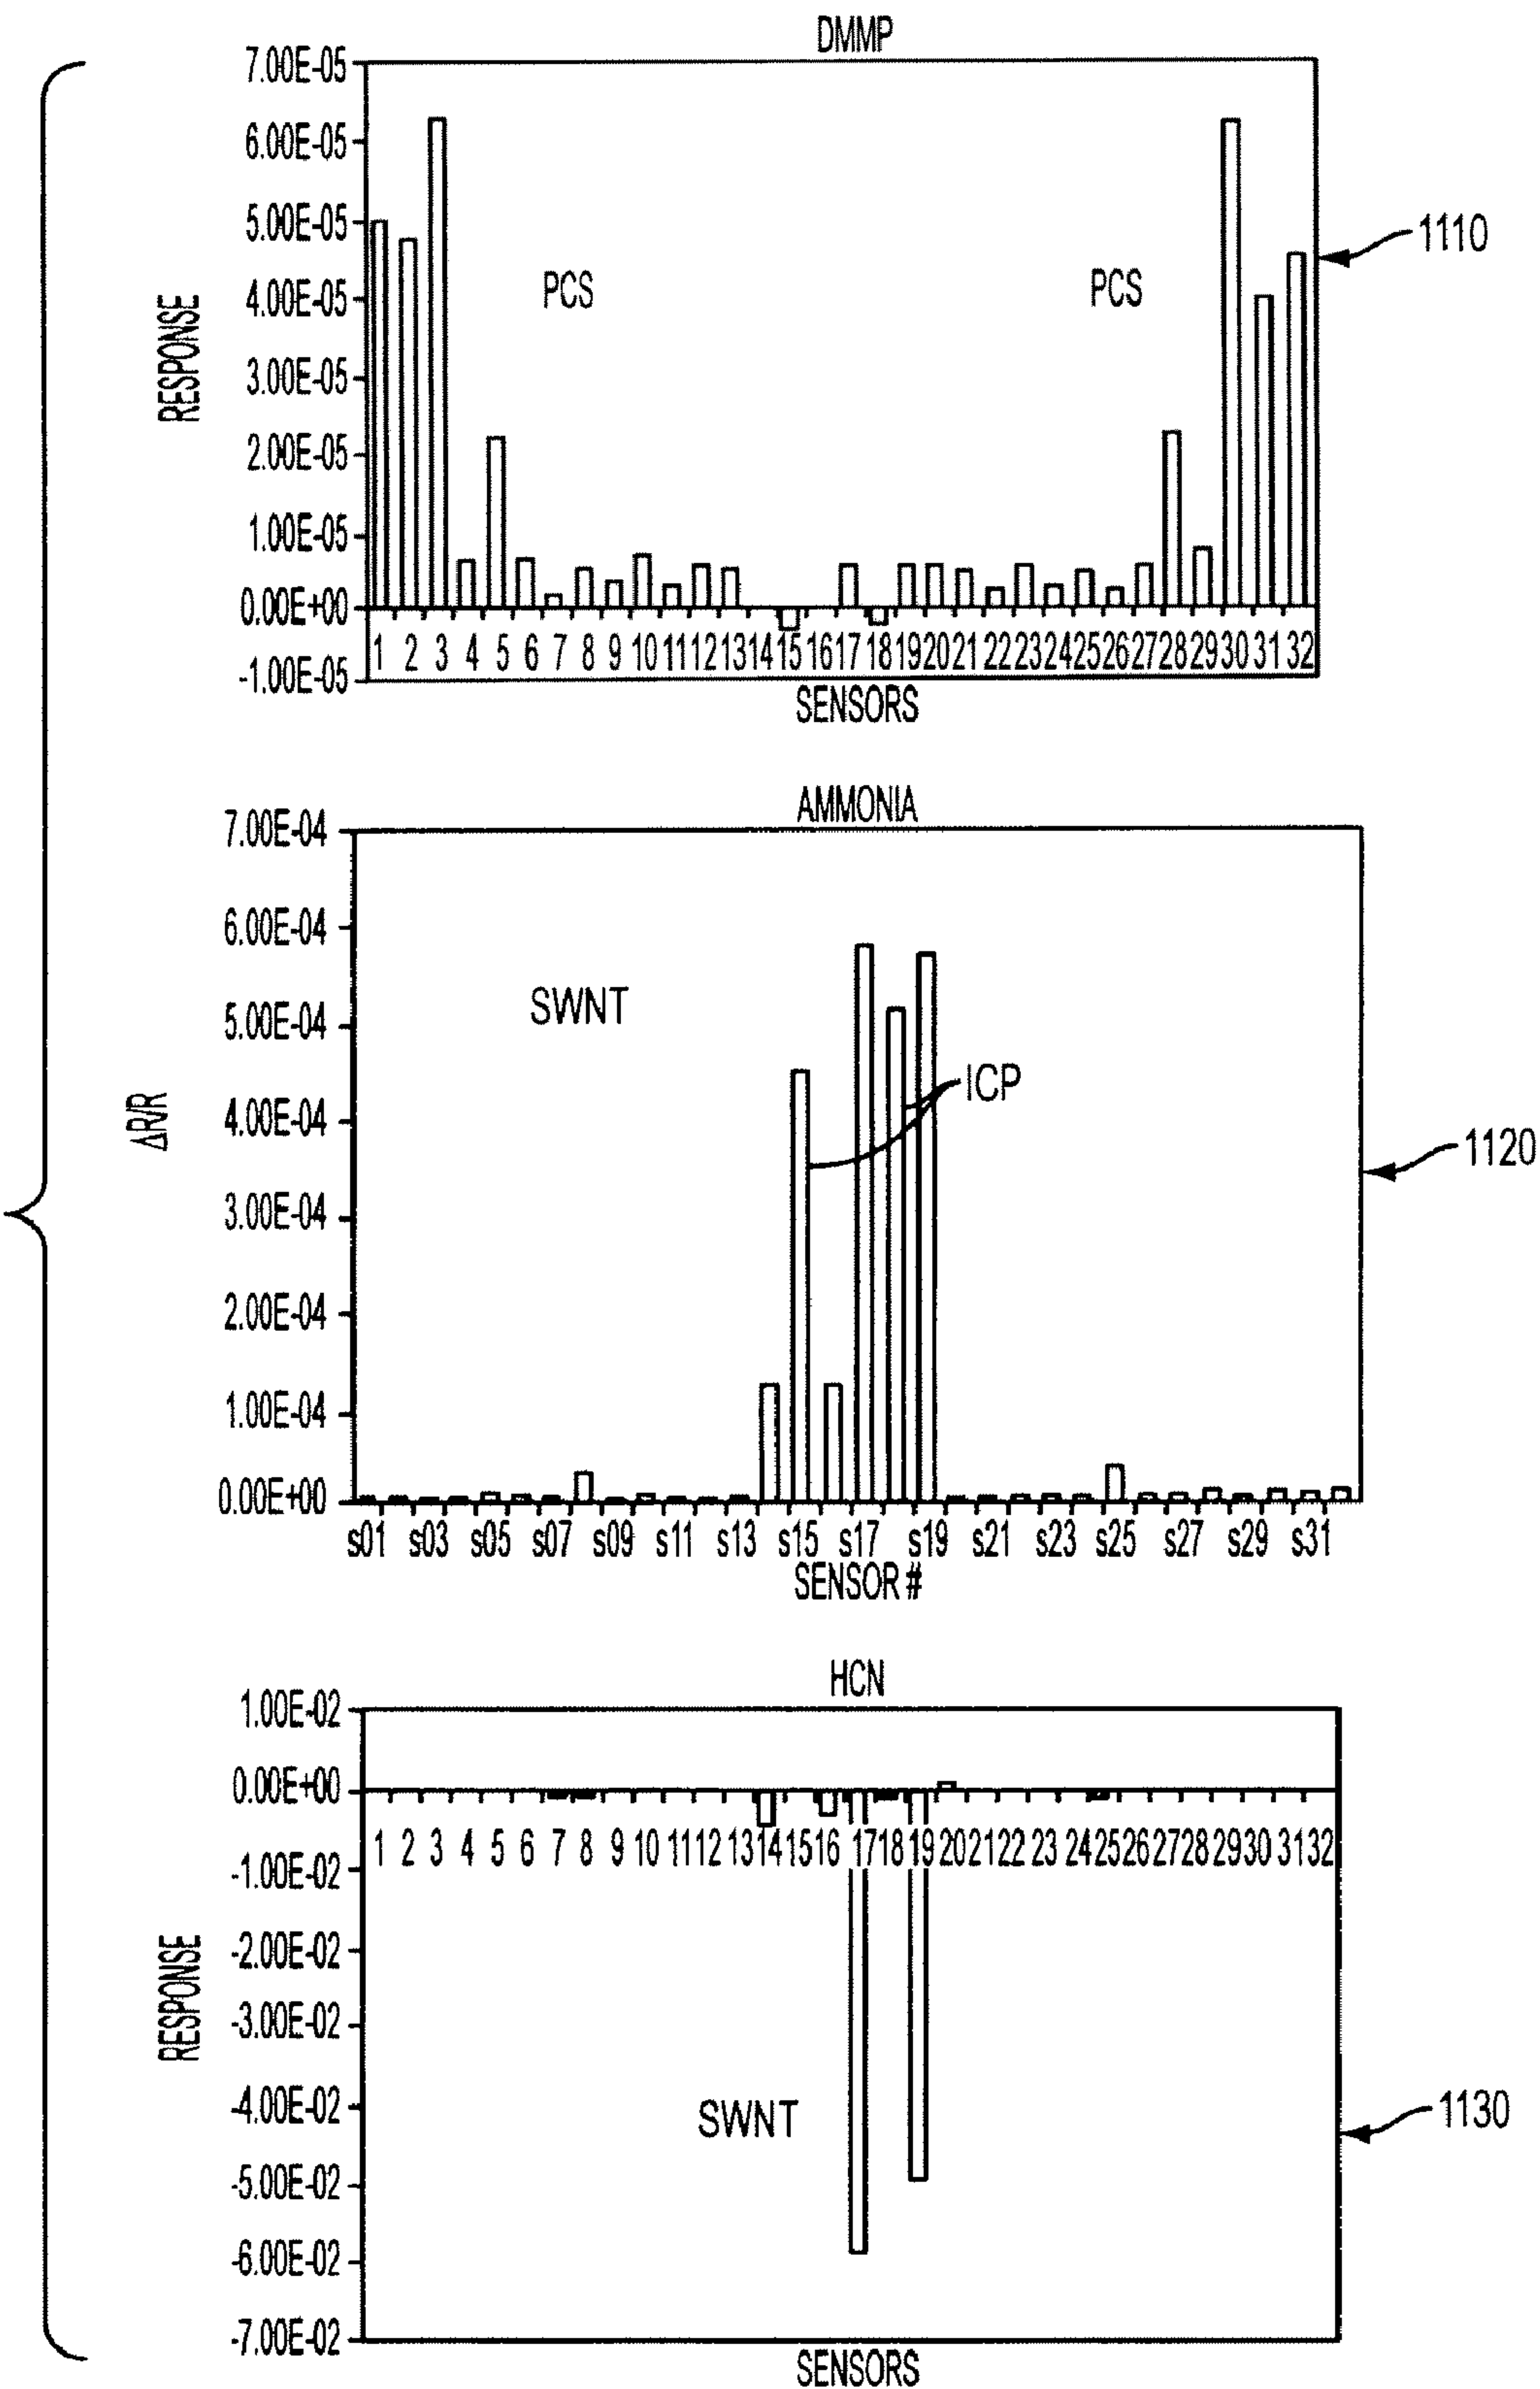 DMMP
7.00E-05
6.00E-05
5.00E-05
4.00E-05
3.00E-05
2.00E-05
1.00E-05
0.00E+00
-1.00E-05
RESPONSE
PCS
PCS
1110
1 2 3 4 5 6 7 8 9 10 11 12 13 14 15 16 17 18 19 20 21 22 23 24 25 26 27 28 29 30 31 32
SENSORS
AMMONIA
7.00E-04
6.00E-04
5.00E-04
4.00E-04
3.00E-04
2.00E-04
1.00E-04
0.00E+00
ΔR/R
SWNT
ICP
1120
s01 s03 s05 s07 s09 s11 s13 s15 s17 s19 s21 s23 s25 s27 s29 s31
SENSOR #
HCN
1.00E-02
0.00E+00
-1.00E-02
-2.00E-02
-3.00E-02
-4.00E-02
-5.00E-02
-6.00E-02
-7.00E-02
RESPONSE
1 2 3 4 5 6 7 8 9 10 11 12 13 14 15 16 17 18 19 20 21 22 23 24 25 26 27 28 29 30 31 32
SWNT
1130
SENSORS